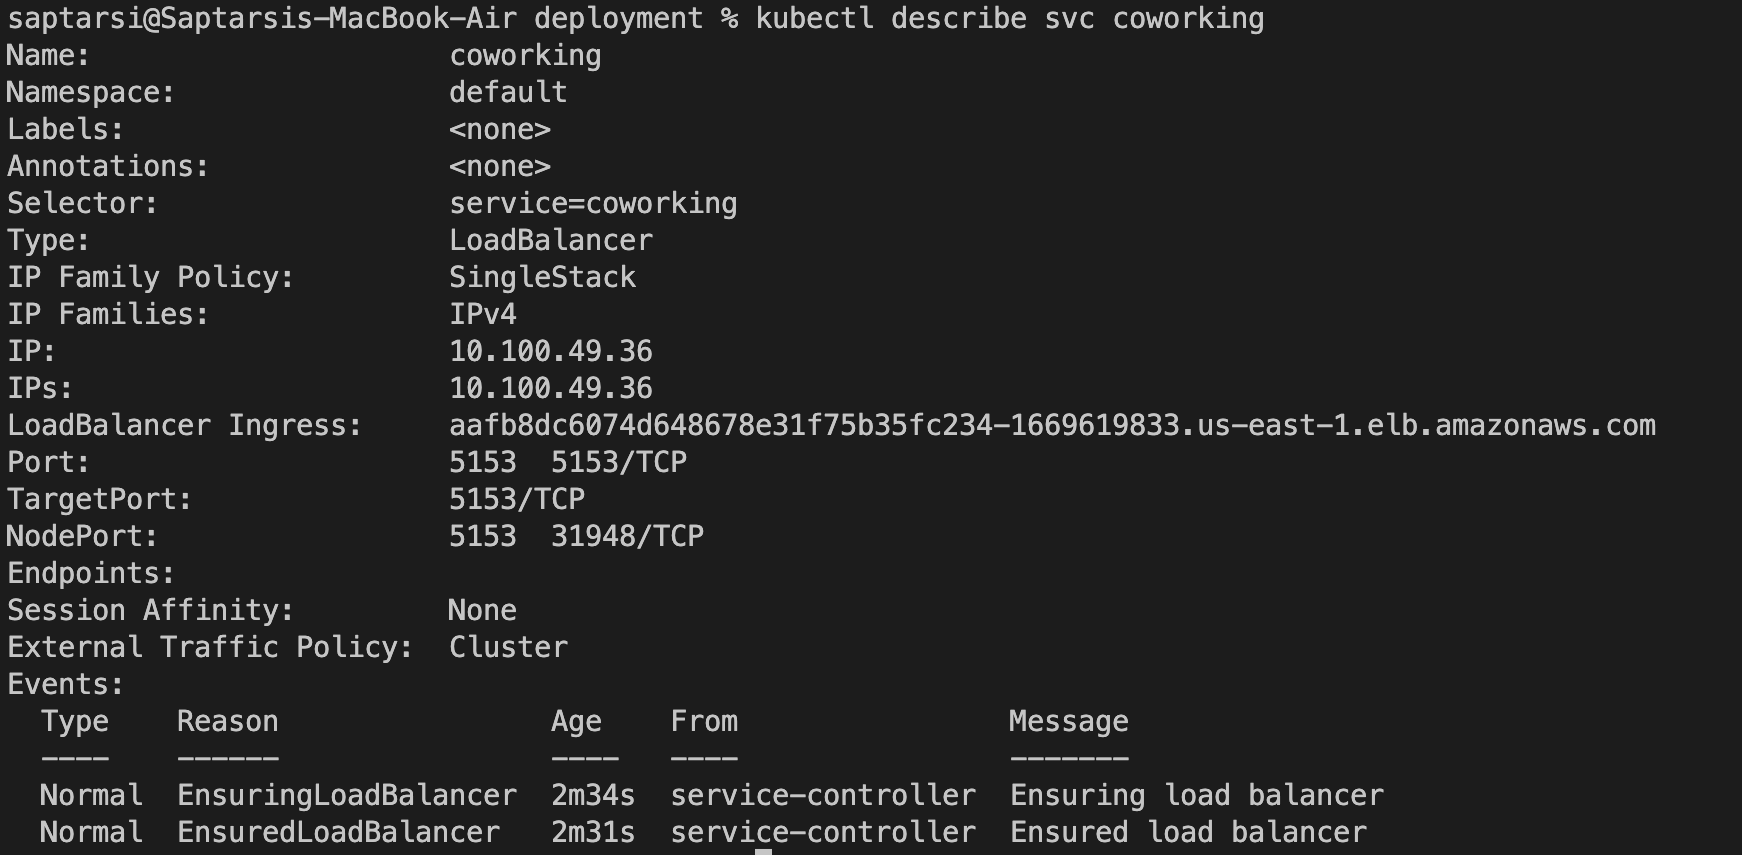 saptarsi@Saptarsis-MacBook-Air deployment % kubectl describe svc coworking
Name:                     coworking
Namespace:                default
Labels:                   <none>
Annotations:              <none>
Selector:                 service=coworking
Type:                     LoadBalancer
IP Family Policy:         SingleStack
IP Families:              IPv4
IP:                       10.100.49.36
IPs:                      10.100.49.36
LoadBalancer Ingress:     aafb8dc6074d648678e31f75b35fc234-1669619833.us-east-1.elb.amazonaws.com
Port:                     5153  5153/TCP
TargetPort:               5153/TCP
NodePort:                 5153  31948/TCP
Endpoints:
Session Affinity:         None
External Traffic Policy:  Cluster
Events:
  Type    Reason                Age   From                Message
  ----    ------                ----  ----                -------
  Normal  EnsuringLoadBalancer  2m34s  service-controller  Ensuring load balancer
  Normal  EnsuredLoadBalancer   2m31s  service-controller  Ensured load balancer